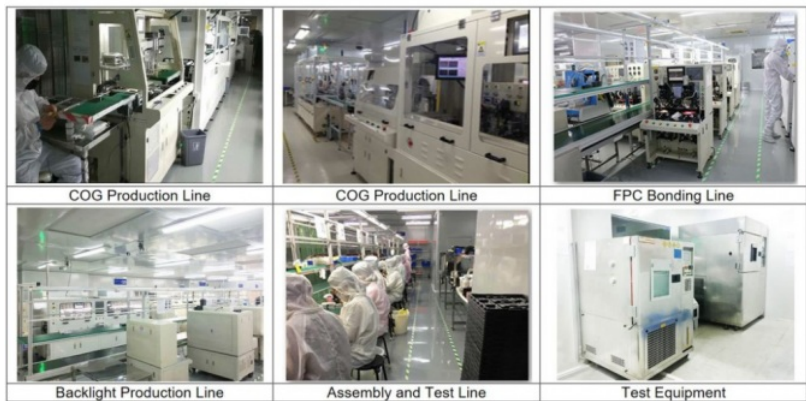 COG Production Line
COG Production Line
FPC Bonding Line
Backlight Production Line
Assembly and Test Line
Test Equipment